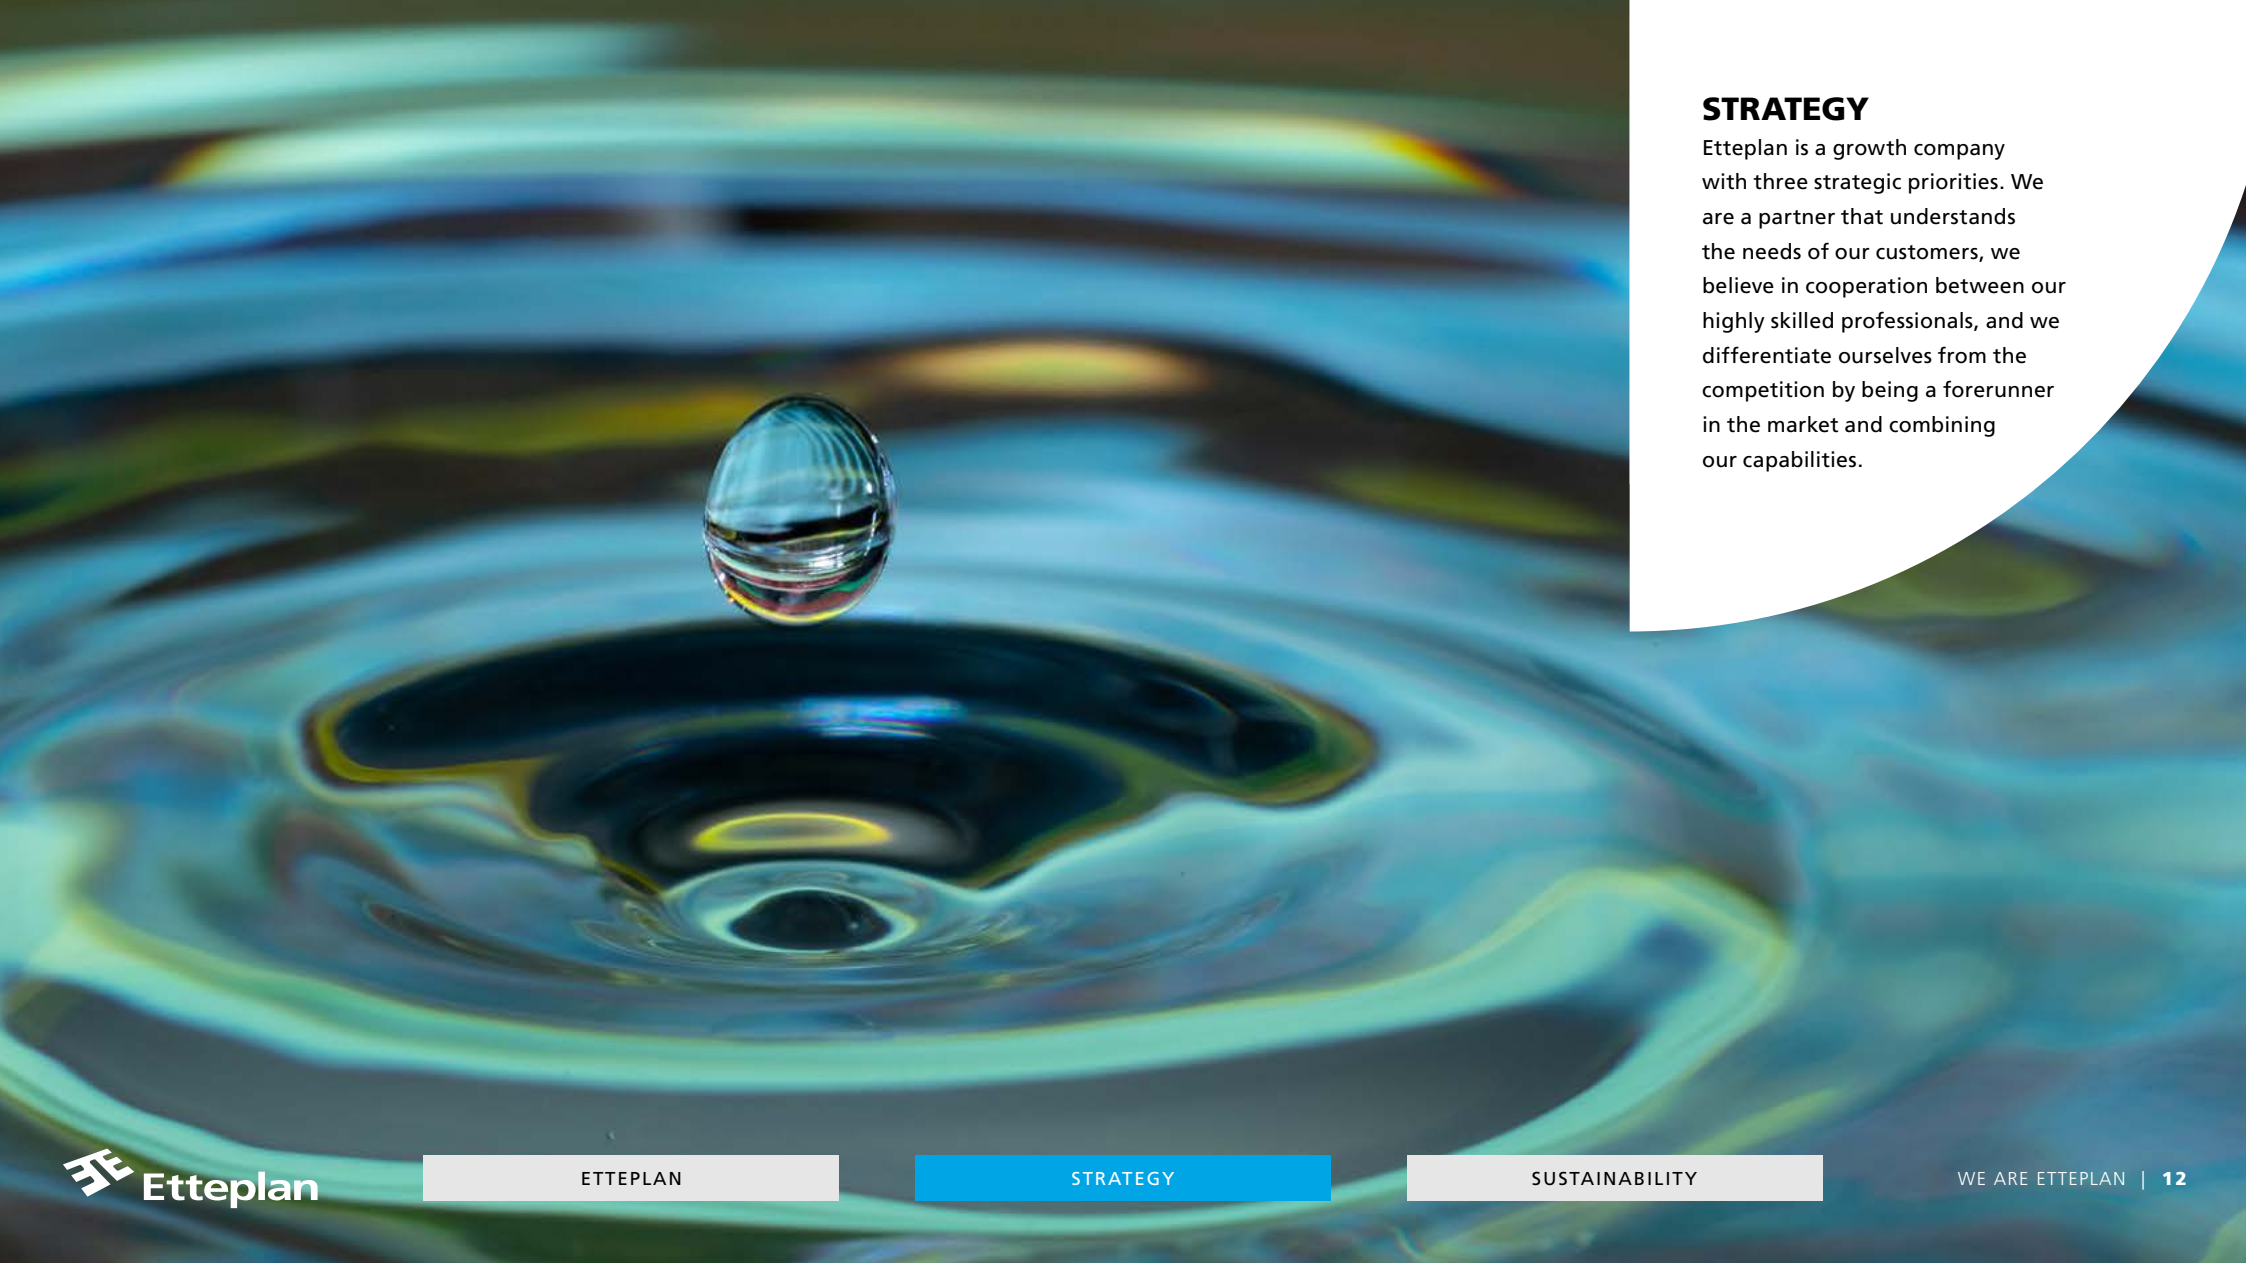 STRATEGY
Etteplan is a growth company
with three strategic priorities. We
are a partner that understands
the needs of our customers, we
believe in cooperation between our
highly skilled professionals, and we
differentiate ourselves from the
competition by being a forerunner
in the market and combining
our capabilities.
Etteplan
ETTEPLAN
STRATEGY
SUSTAINABILITY
WE ARE ETTEPLAN | 12